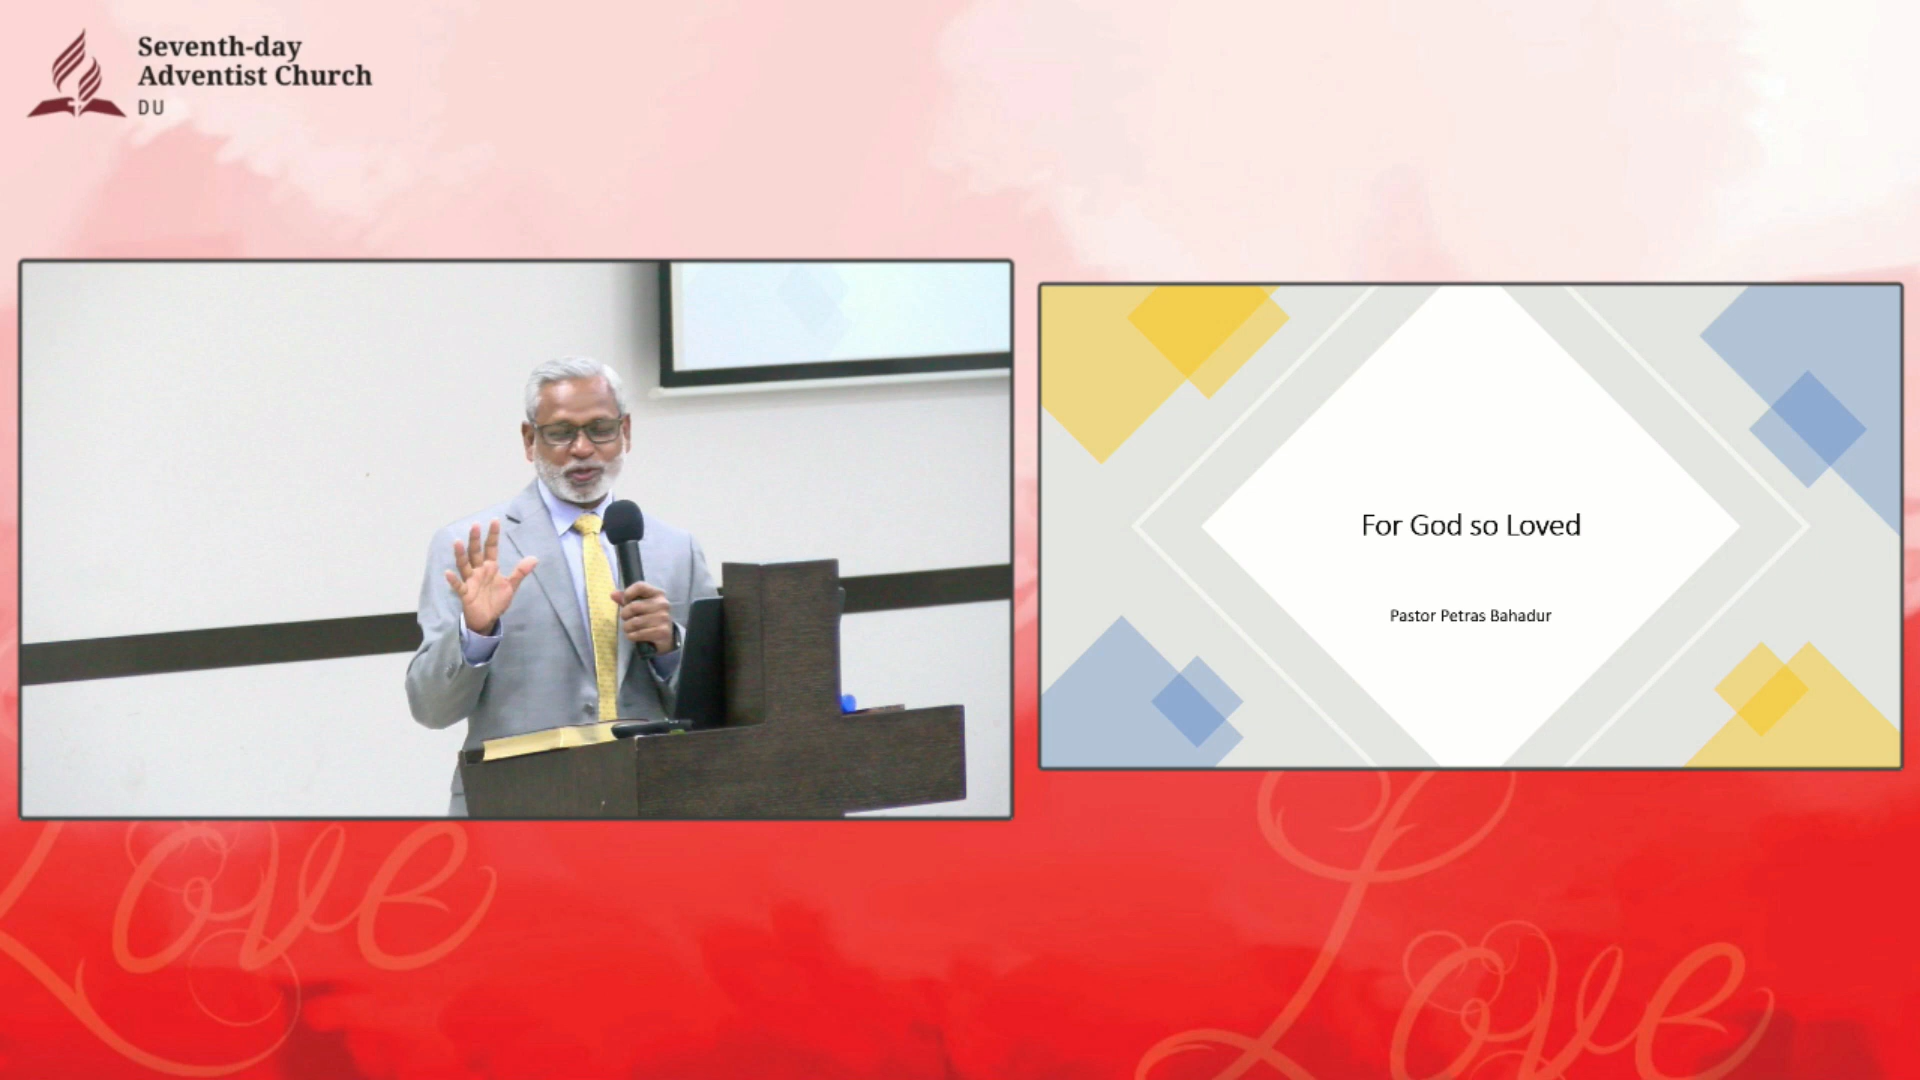 Seventh-day
Adventist Church
DU
For God so Loved
Pastor Petras Bahadur
Love
Love